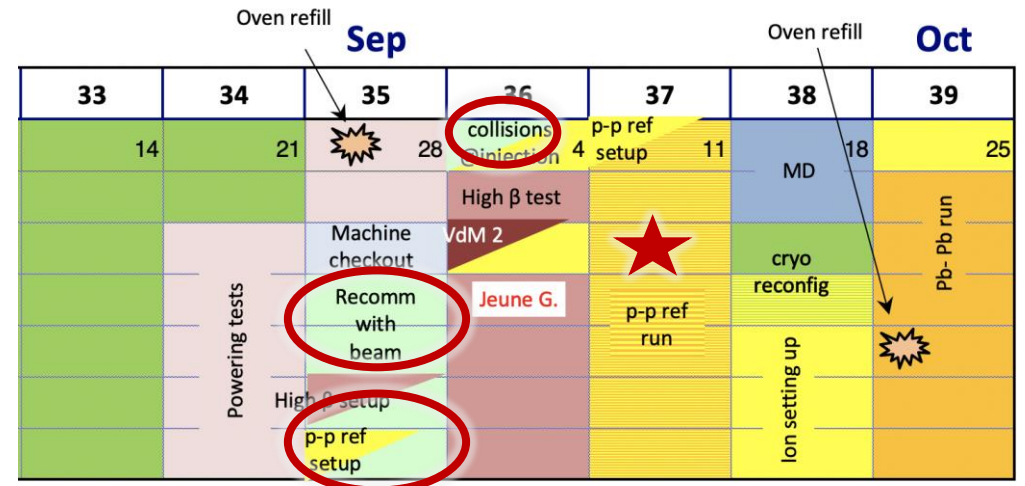 Oven refill
Sep
Oven refill
Oct
33 34 35 36 37 38 39
14 21 28 4 11 18 25
collisions
@injection
p-p ref
setup
MD
High β test
Machine
checkout
VdM 2
cryo
reconfig
Pb- Pb run
Powering tests
Recomm
with
beam
Jeune G.
p-p ref
run
Ion setting up
High β setup
p-p ref
setup